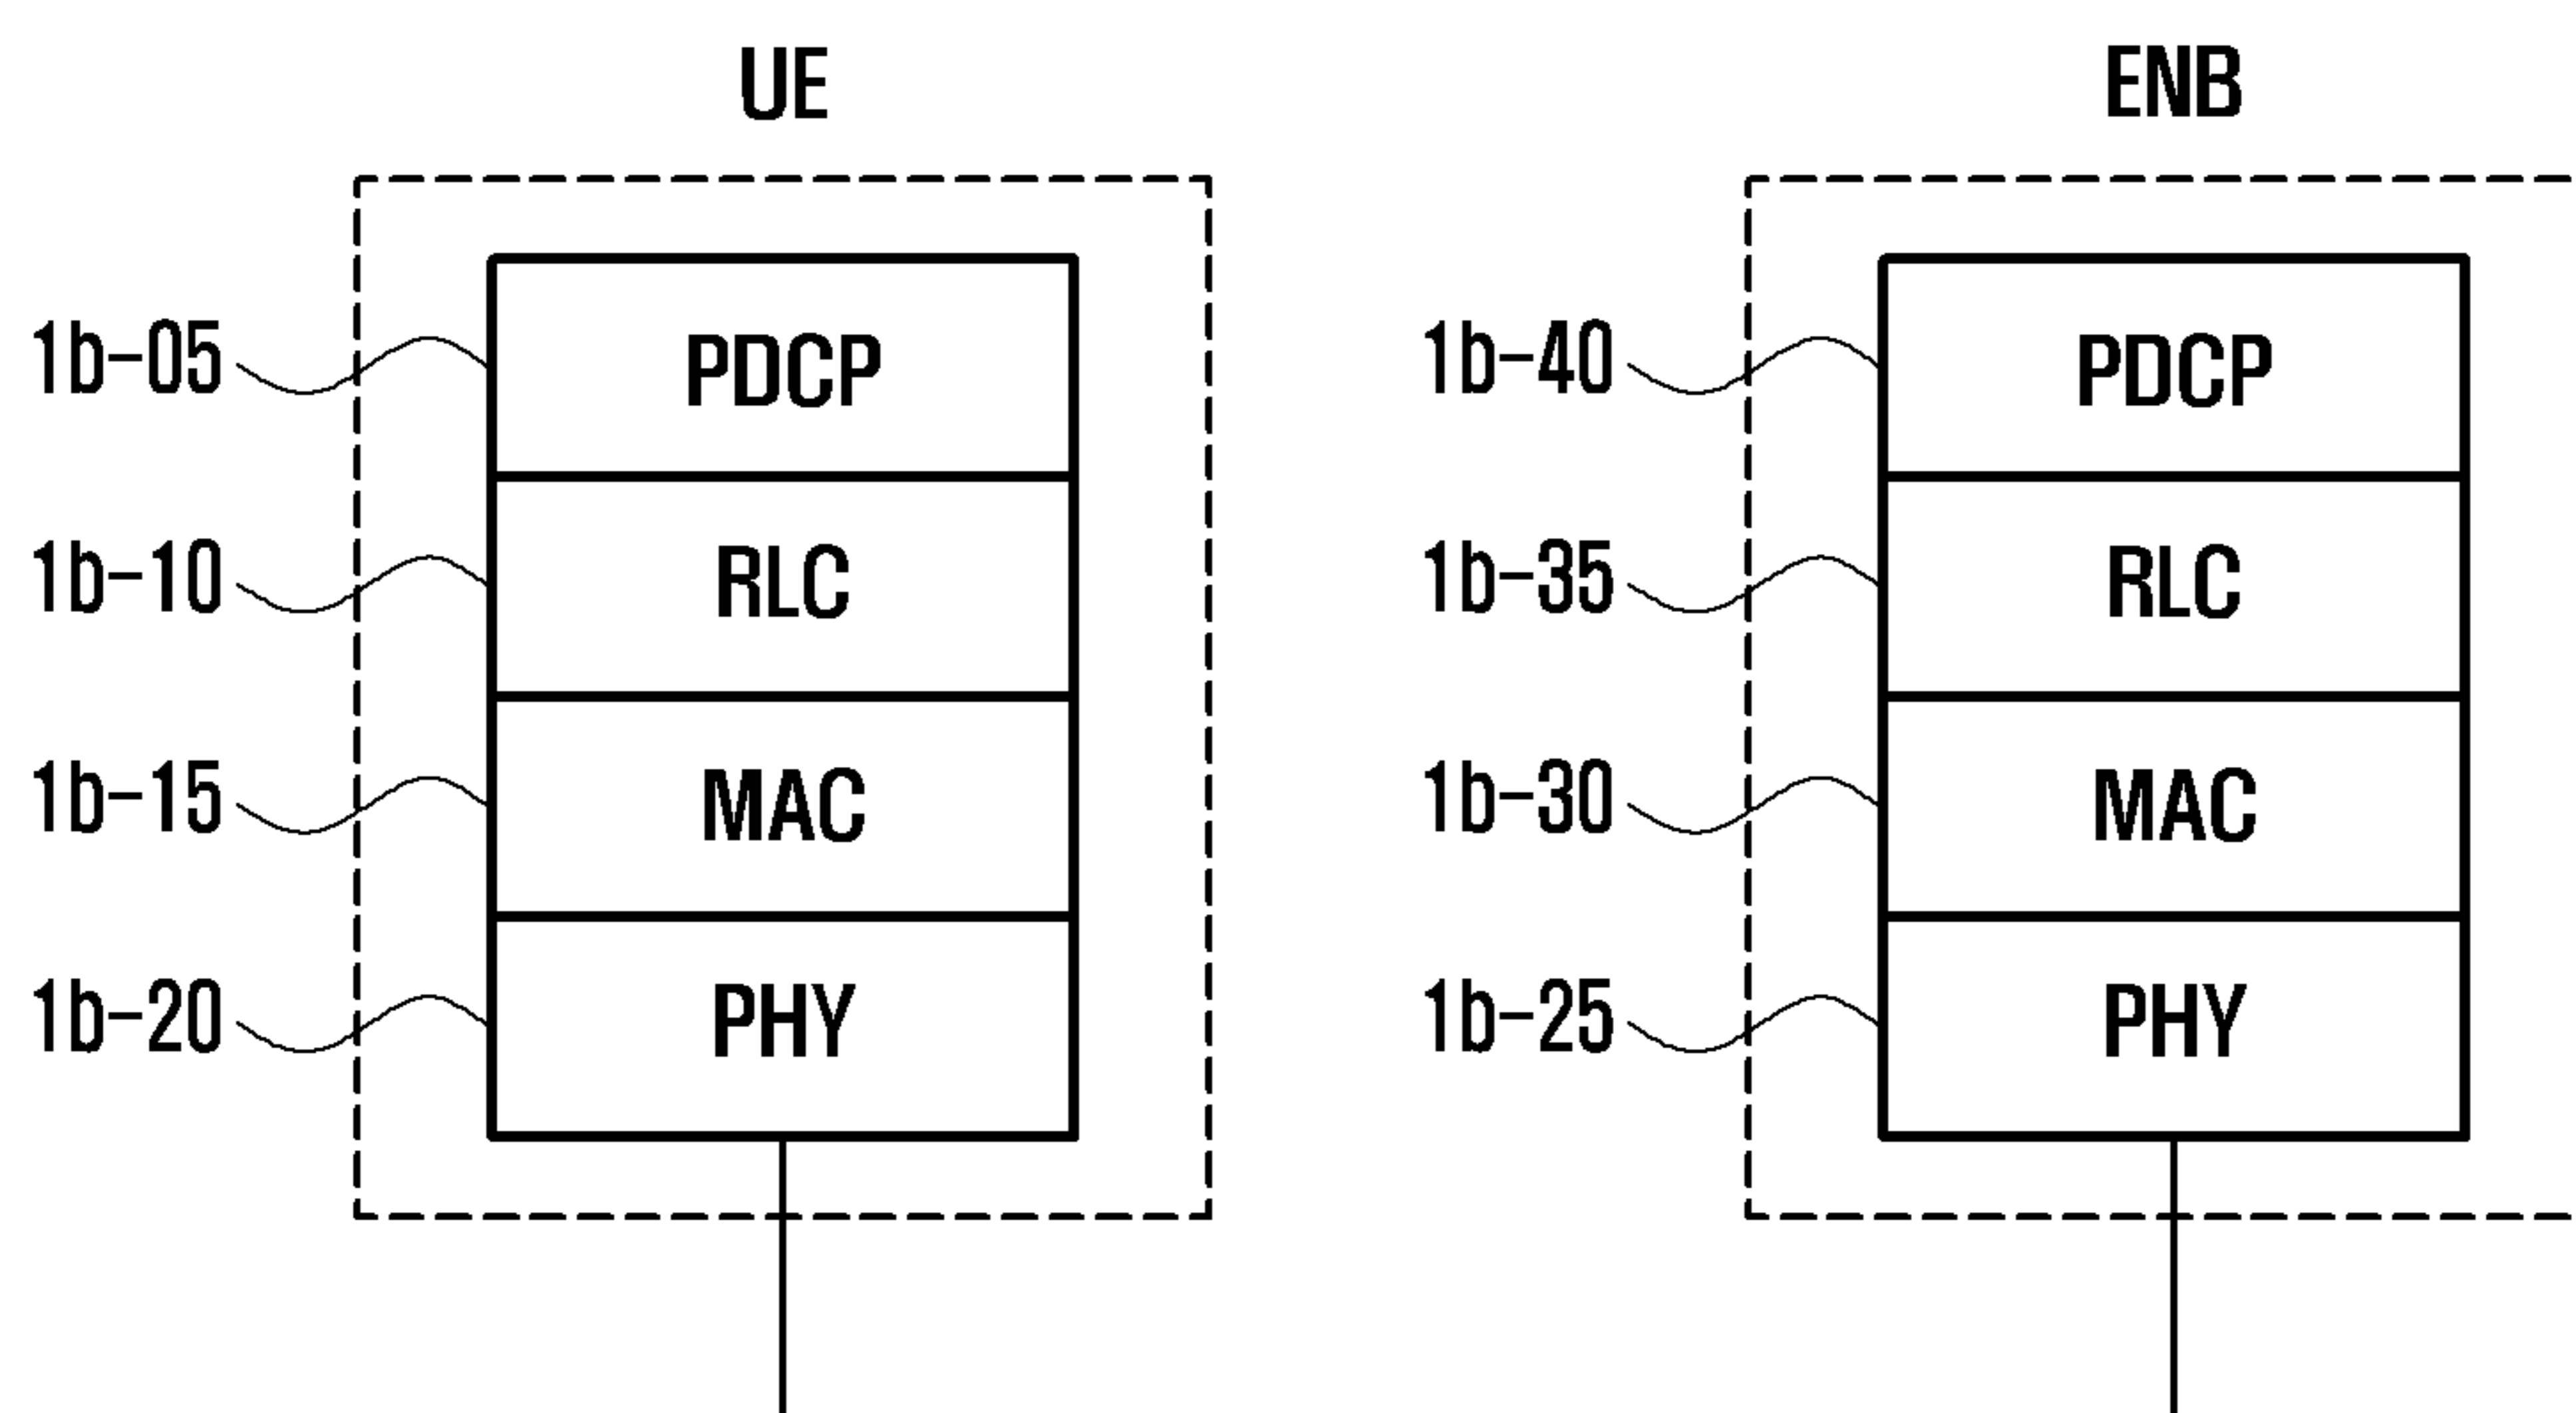 UE
ENB
1b-05
PDCP
1b-40
PDCP
1b-10
RLC
1b-35
RLC
1b-15
MAC
1b-30
MAC
1b-20
PHY
1b-25
PHY